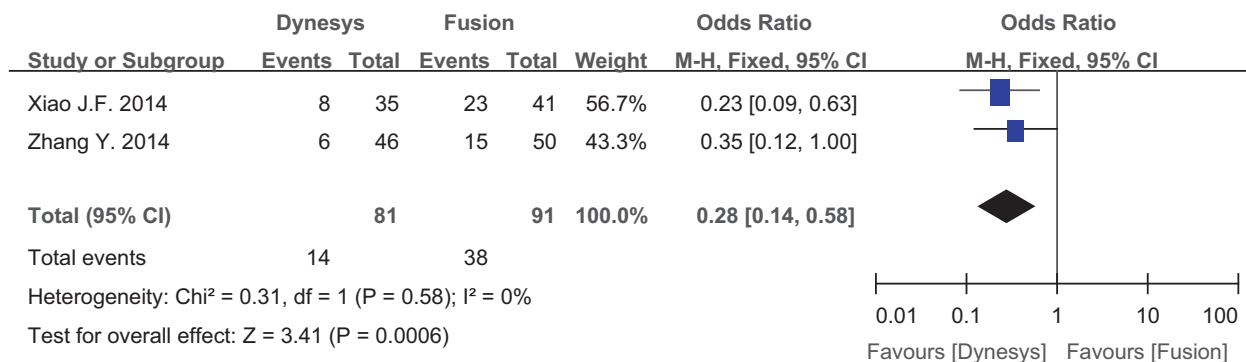 Dynesys Fusion Odds Ratio Odds Ratio
Study or Subgroup Events Total Events Total Weight M-H, Fixed, 95% CI M-H, Fixed, 95% CI
Xiao J.F. 2014 8 35 23 41 56.7% 0.23 [0.09, 0.63]
Zhang Y. 2014 6 46 15 50 43.3% 0.35 [0.12, 1.00]
Total (95% CI) 81 91 100.0% 0.28 [0.14, 0.58]
Total events 14 38
Heterogeneity: Chi² = 0.31, df = 1 (P = 0.58); I² = 0%
Test for overall effect: Z = 3.41 (P = 0.0006)
0.01 0.1 1 10 100
Favours [Dynesys] Favours [Fusion]